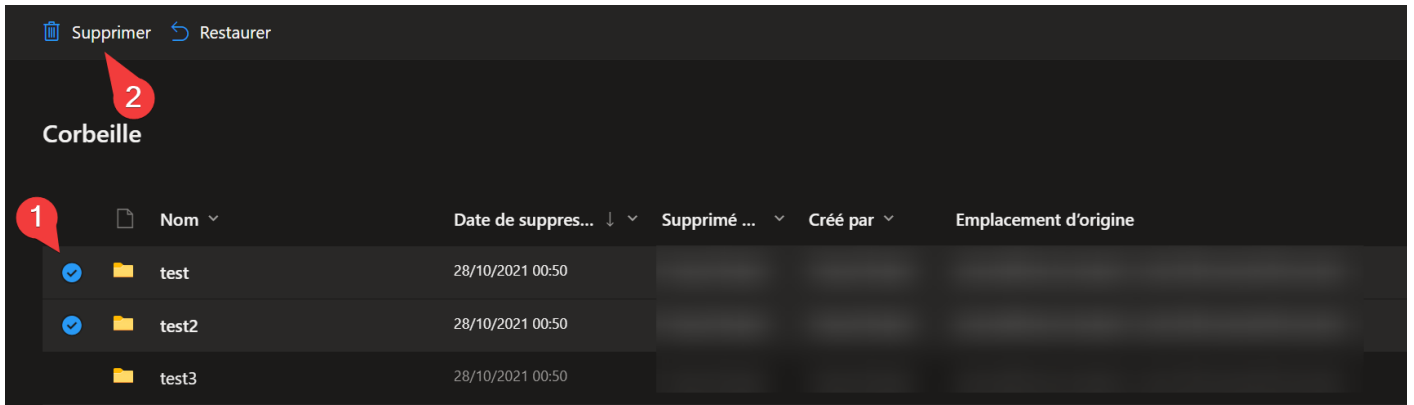 Supprimer Restaurer
2
Corbeille
1
Nom Date de suppres... Supprimé ... Créé par Emplacement d'origine
test 28/10/2021 00:50
test2 28/10/2021 00:50
test3 28/10/2021 00:50